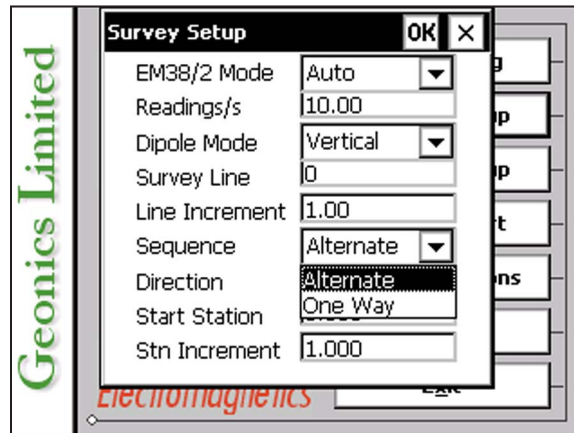 Survey Setup OK ×
EM38/2 Mode Auto
Readings/s 10.00
Dipole Mode Vertical
Survey Line 0
Line Increment 1.00
Sequence Alternate
Direction Alternate
One Way
Start Station
Stn Increment 1.000
Geonics Limited
Electromagnetics
Exit